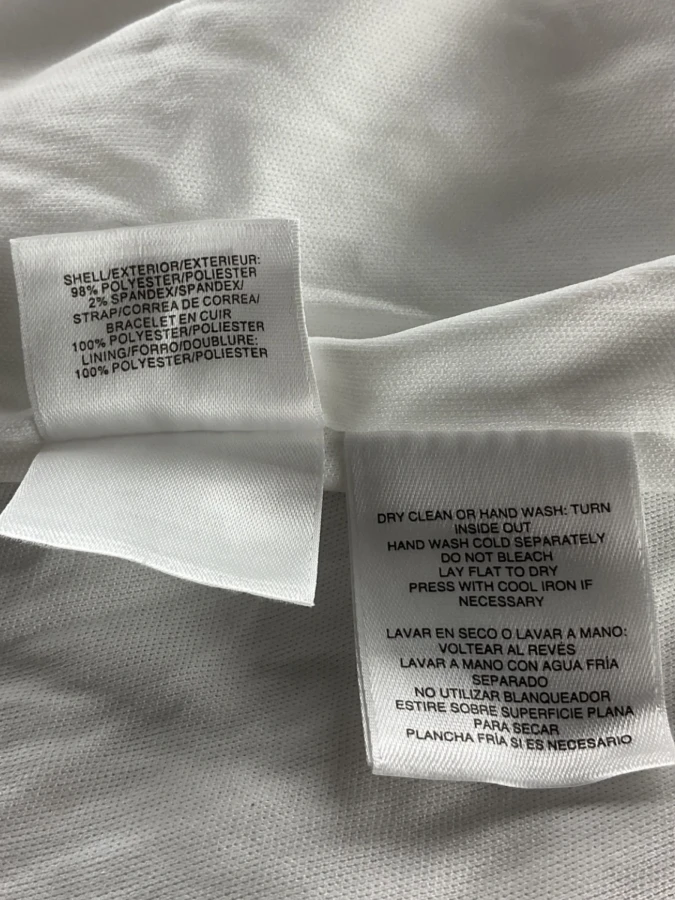 SHELL/EXTERIOR/EXTERIEUR:
98% POLYESTER/POLIESTER
2% SPANDEX/SPANDEX/
STRAP/CORREA DE CORREA/
BRACELET EN CUIR
100% POLYESTER/POLIESTER
LINING/FORRO/DOUBLURE:
100% POLYESTER/POLIESTER
DRY CLEAN OR HAND WASH: TURN
INSIDE OUT
HAND WASH COLD SEPARATELY
DO NOT BLEACH
LAY FLAT TO DRY
PRESS WITH COOL IRON IF
NECESSARY
LAVAR EN SECO O LAVAR A MANO:
VOLTEAR AL REVÉS
LAVAR A MANO CON AGUA FRÍA
SEPARADO
NO UTILIZAR BLANQUEADOR
ESTIRE SOBRE SUPERFICIE PLANA
PARA SECAR
PLANCHA FRÍA SI ES NECESARIO